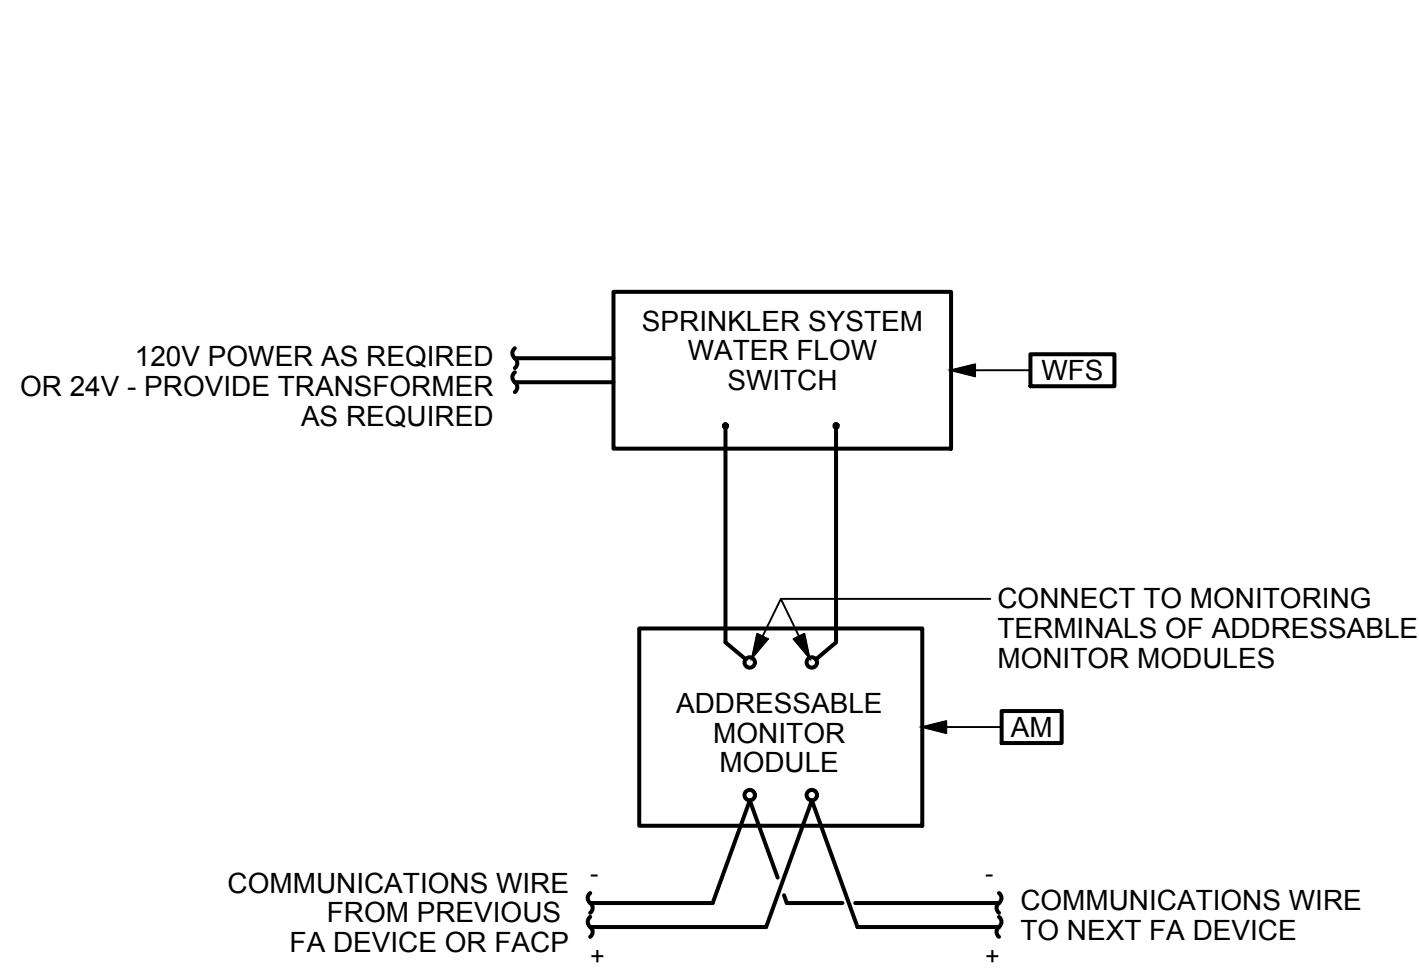 SPRINKLER SYSTEM
WATER FLOW
SWITCH
120V POWER AS REQIRED
OR 24V - PROVIDE TRANSFORMER
AS REQUIRED
WFS
CONNECT TO MONITORING
TERMINALS OF ADDRESSABLE
MONITOR MODULES
ADDRESSABLE
MONITOR
MODULE
AM
COMMUNICATIONS WIRE
FROM PREVIOUS
FA DEVICE OR FACP
-
+
-
+
COMMUNICATIONS WIRE
TO NEXT FA DEVICE